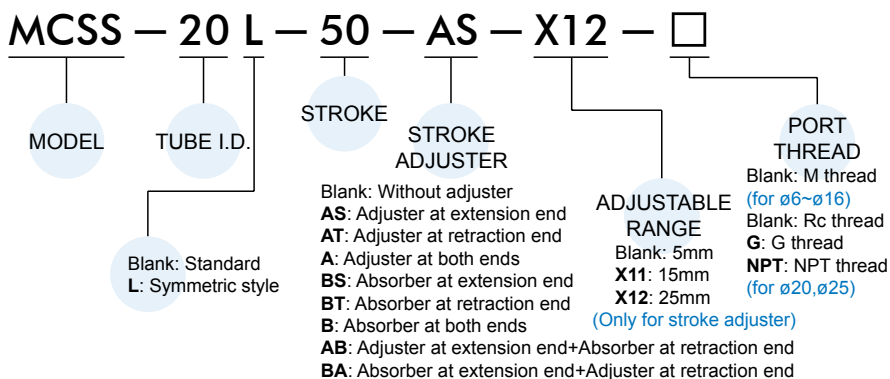 MCSS — 20 L — 50 — AS — X12 — □
MODEL
TUBE I.D.
Blank: Standard
L: Symmetric style
STROKE
STROKE
ADJUSTER
Blank: Without adjuster
AS: Adjuster at extension end
AT: Adjuster at retraction end
A: Adjuster at both ends
BS: Absorber at extension end
BT: Absorber at retraction end
B: Absorber at both ends
AB: Adjuster at extension end+Absorber at retraction end
BA: Absorber at extension end+Adjuster at retraction end
ADJUSTABLE
RANGE
Blank: 5mm
X11: 15mm
X12: 25mm
(Only for stroke adjuster)
PORT
THREAD
Blank: M thread
(for ø6~ø16)
Blank: Rc thread
G: G thread
NPT: NPT thread
(for ø20,ø25)